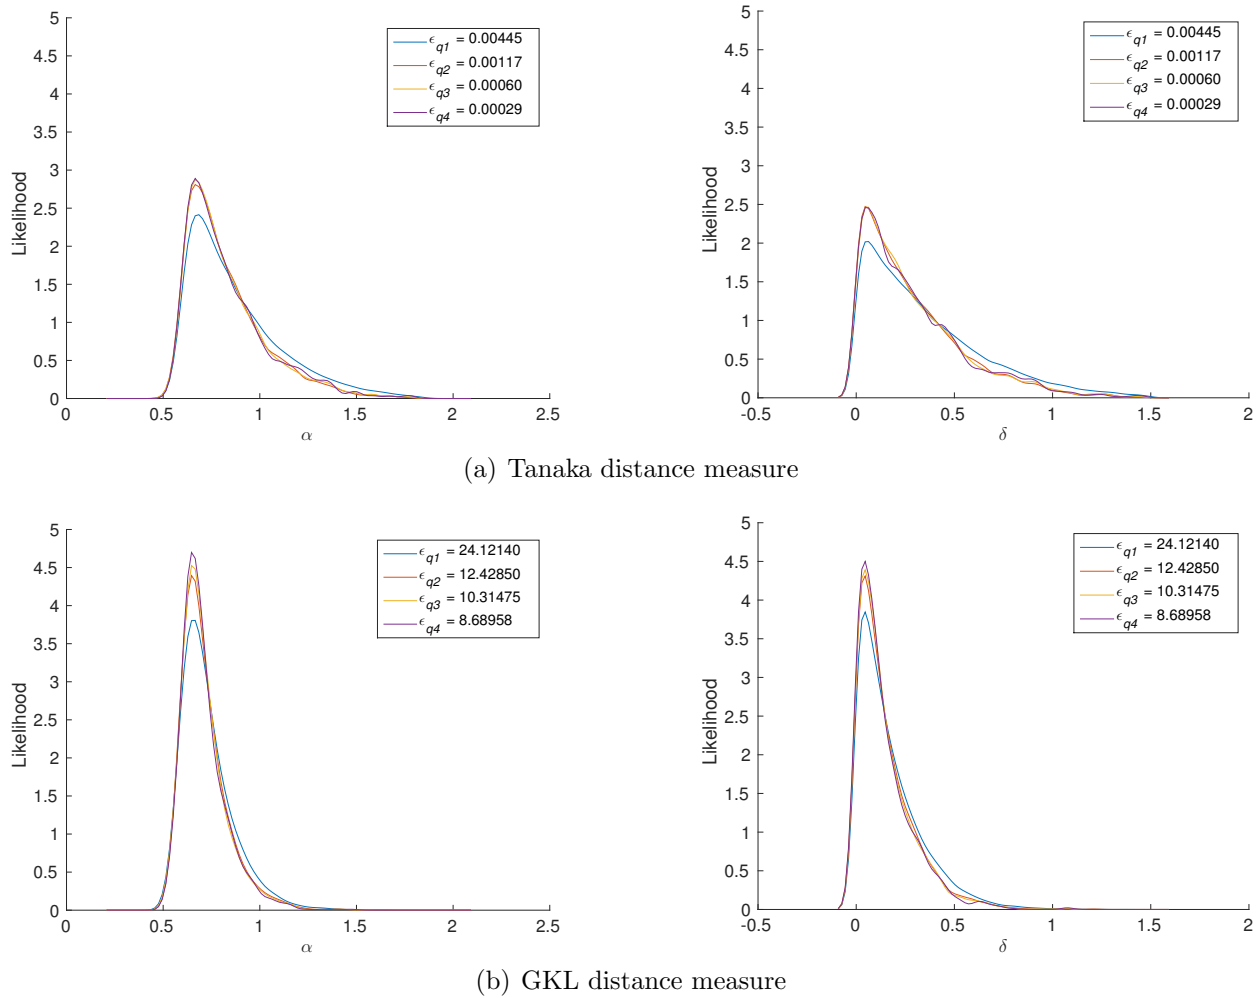 5
4.5
4
3.5
3
2.5
2
1.5
1
0.5
0
Likelihood
0 0.5 1 1.5 2 2.5
α
ϵq1 = 0.00445
ϵq2 = 0.00117
ϵq3 = 0.00060
ϵq4 = 0.00029
5
4.5
4
3.5
3
2.5
2
1.5
1
0.5
0
Likelihood
-0.5 0 0.5 1 1.5 2
δ
ϵq1 = 0.00445
ϵq2 = 0.00117
ϵq3 = 0.00060
ϵq4 = 0.00029
(a) Tanaka distance measure
5
4.5
4
3.5
3
2.5
2
1.5
1
0.5
0
Likelihood
0 0.5 1 1.5 2 2.5
α
ϵq1 = 24.12140
ϵq2 = 12.42850
ϵq3 = 10.31475
ϵq4 = 8.68958
5
4.5
4
3.5
3
2.5
2
1.5
1
0.5
0
Likelihood
-0.5 0 0.5 1 1.5 2
δ
ϵq1 = 24.12140
ϵq2 = 12.42850
ϵq3 = 10.31475
ϵq4 = 8.68958
(b) GKL distance measure